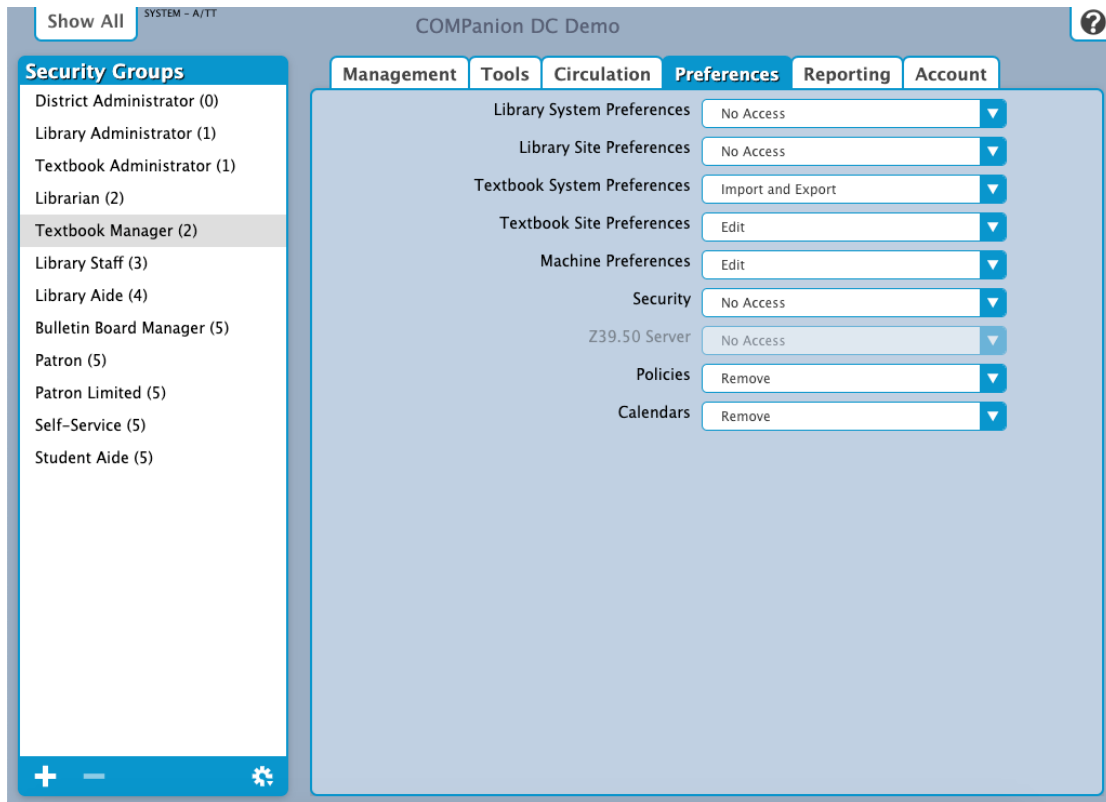 Show All
SYSTEM - A/TT
COMPanion DC Demo
?
Security Groups
District Administrator (0)
Library Administrator (1)
Textbook Administrator (1)
Librarian (2)
Textbook Manager (2)
Library Staff (3)
Library Aide (4)
Bulletin Board Manager (5)
Patron (5)
Patron Limited (5)
Self-Service (5)
Student Aide (5)
Management Tools Circulation Preferences Reporting Account
Library System Preferences No Access
Library Site Preferences No Access
Textbook System Preferences Import and Export
Textbook Site Preferences Edit
Machine Preferences Edit
Security No Access
Z39.50 Server No Access
Policies Remove
Calendars Remove